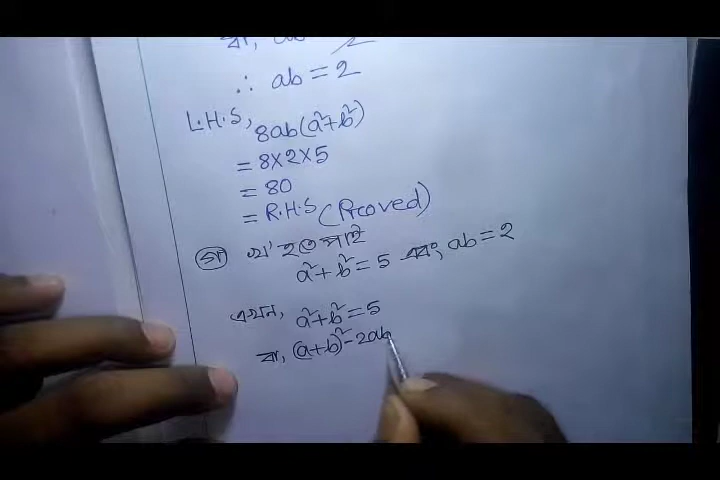 ∴ ab = 2
L.H.S, 8ab(a²+b²)
= 8×2×5
= 80
= R.H.S (Proved)
গ 'খ' হতে পাই
a²+b² = 5 এবং ab = 2
এখন, a²+b² = 5
বা, (a+b)² - 2ab